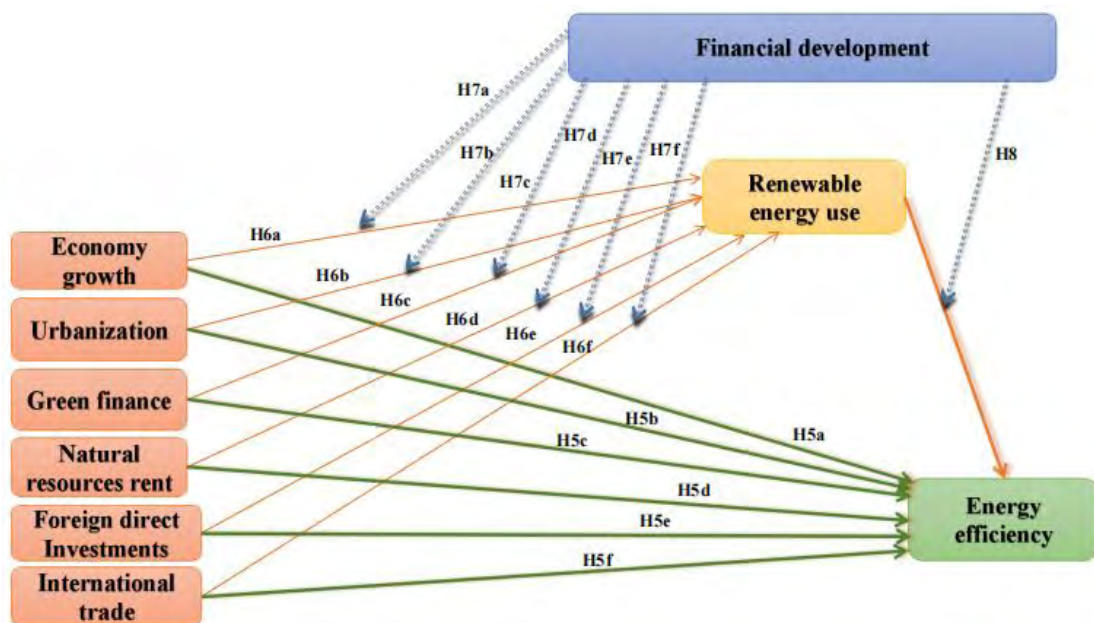 Financial development
H7a
H7b
H7c
H7d
H7e
H7f
H8
Renewable
energy use
H6a
H6b
H6c
H6d
H6e
H6f
Economy
growth
Urbanization
Green finance
Natural
resources rent
Foreign direct
Investments
International
trade
H5a
H5b
H5c
H5d
H5e
H5f
Energy
efficiency